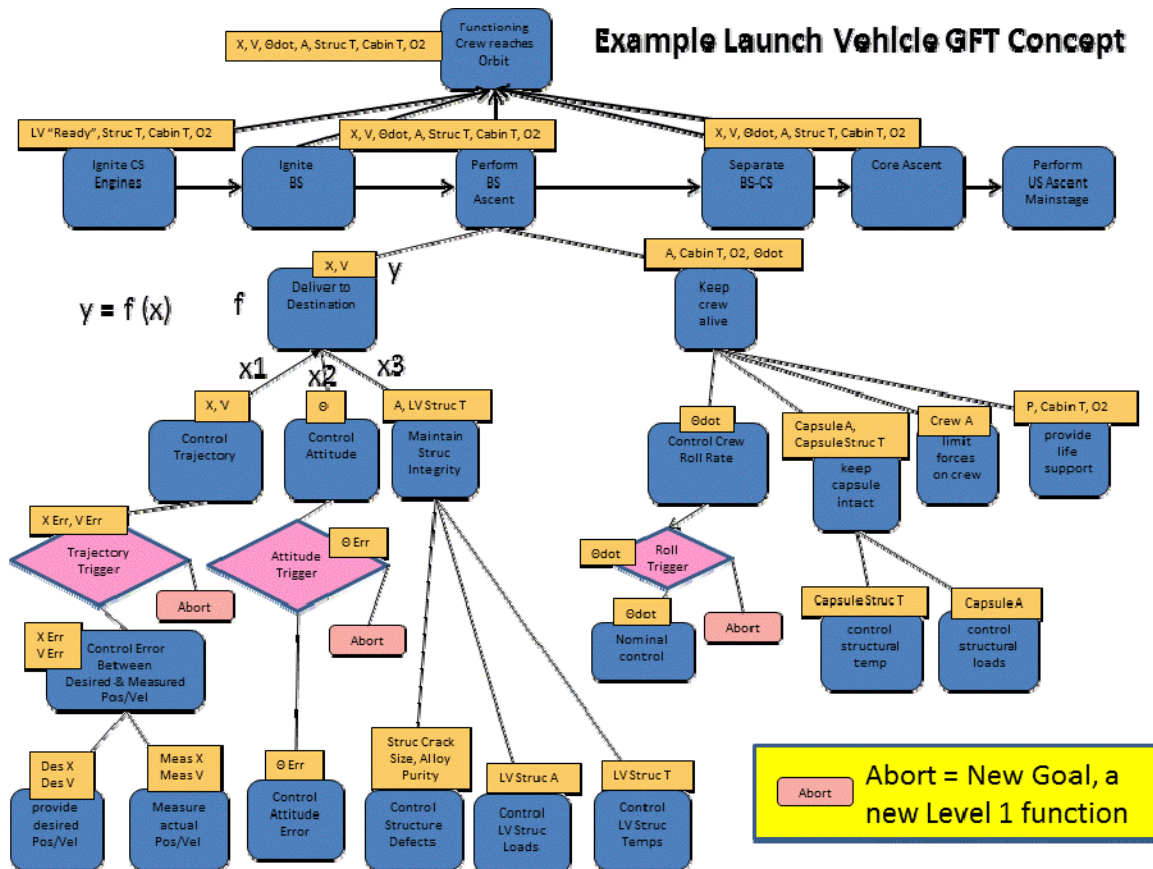 Example Launch Vehicle GFT Concept
X, V, Θdot, A, Struc T, Cabin T, O2
Functioning
Crew reaches
Orbit
LV "Ready", Struc T, Cabin T, O2
X, V, Θdot, A, Struc T, Cabin T, O2
X, V, Θdot, A, Struc T, Cabin T, O2
Ignite CS
Engines
Ignite
BS
Perform
BS
Ascent
Separate
BS-CS
Core Ascent
Perform
US Ascent
Mainstage
X, V
y
A, Cabin T, O2, Θdot
y = f (x)
f
Deliver to
Destination
Keep
crew
alive
x1
x2
x3
X, 'V
Θ
A, LV Struc T
Θdot
Capsule A,
Capsule Struc T
Crew A
P, Cabin T, O2
Control
Trajectory
Control
Attitude
Maintain
Struc
Integrity
Control Crew
Roll Rate
keep
capsule
intact
limit
forces on
crew
provide
life
support
X Err, V Err
Trajectory
Trigger
Abort
Θ Err
Attitude
Trigger
Abort
Θdot
Roll
Trigger
Abort
Θdot
Nominal
control
Capsule Struc T
control
structural
temp
Capsule A
control
structural
loads
X Err
V Err
Control Error
Between
Desired & Measured
Pos/Vel
Des X
Des V
provide
desired
Pos/Vel
Meas X
Meas V
Measure
actual
Pos/Vel
Θ Err
Control
Attitude
Error
Struc Crack
Size, Alloy
Purity
Control
Structure
Defects
LV Struc A
Control
LV Struc
Loads
LV Struc T
Control
LV Struc
Temps
Abort
Abort = New Goal, a
new Level 1 function